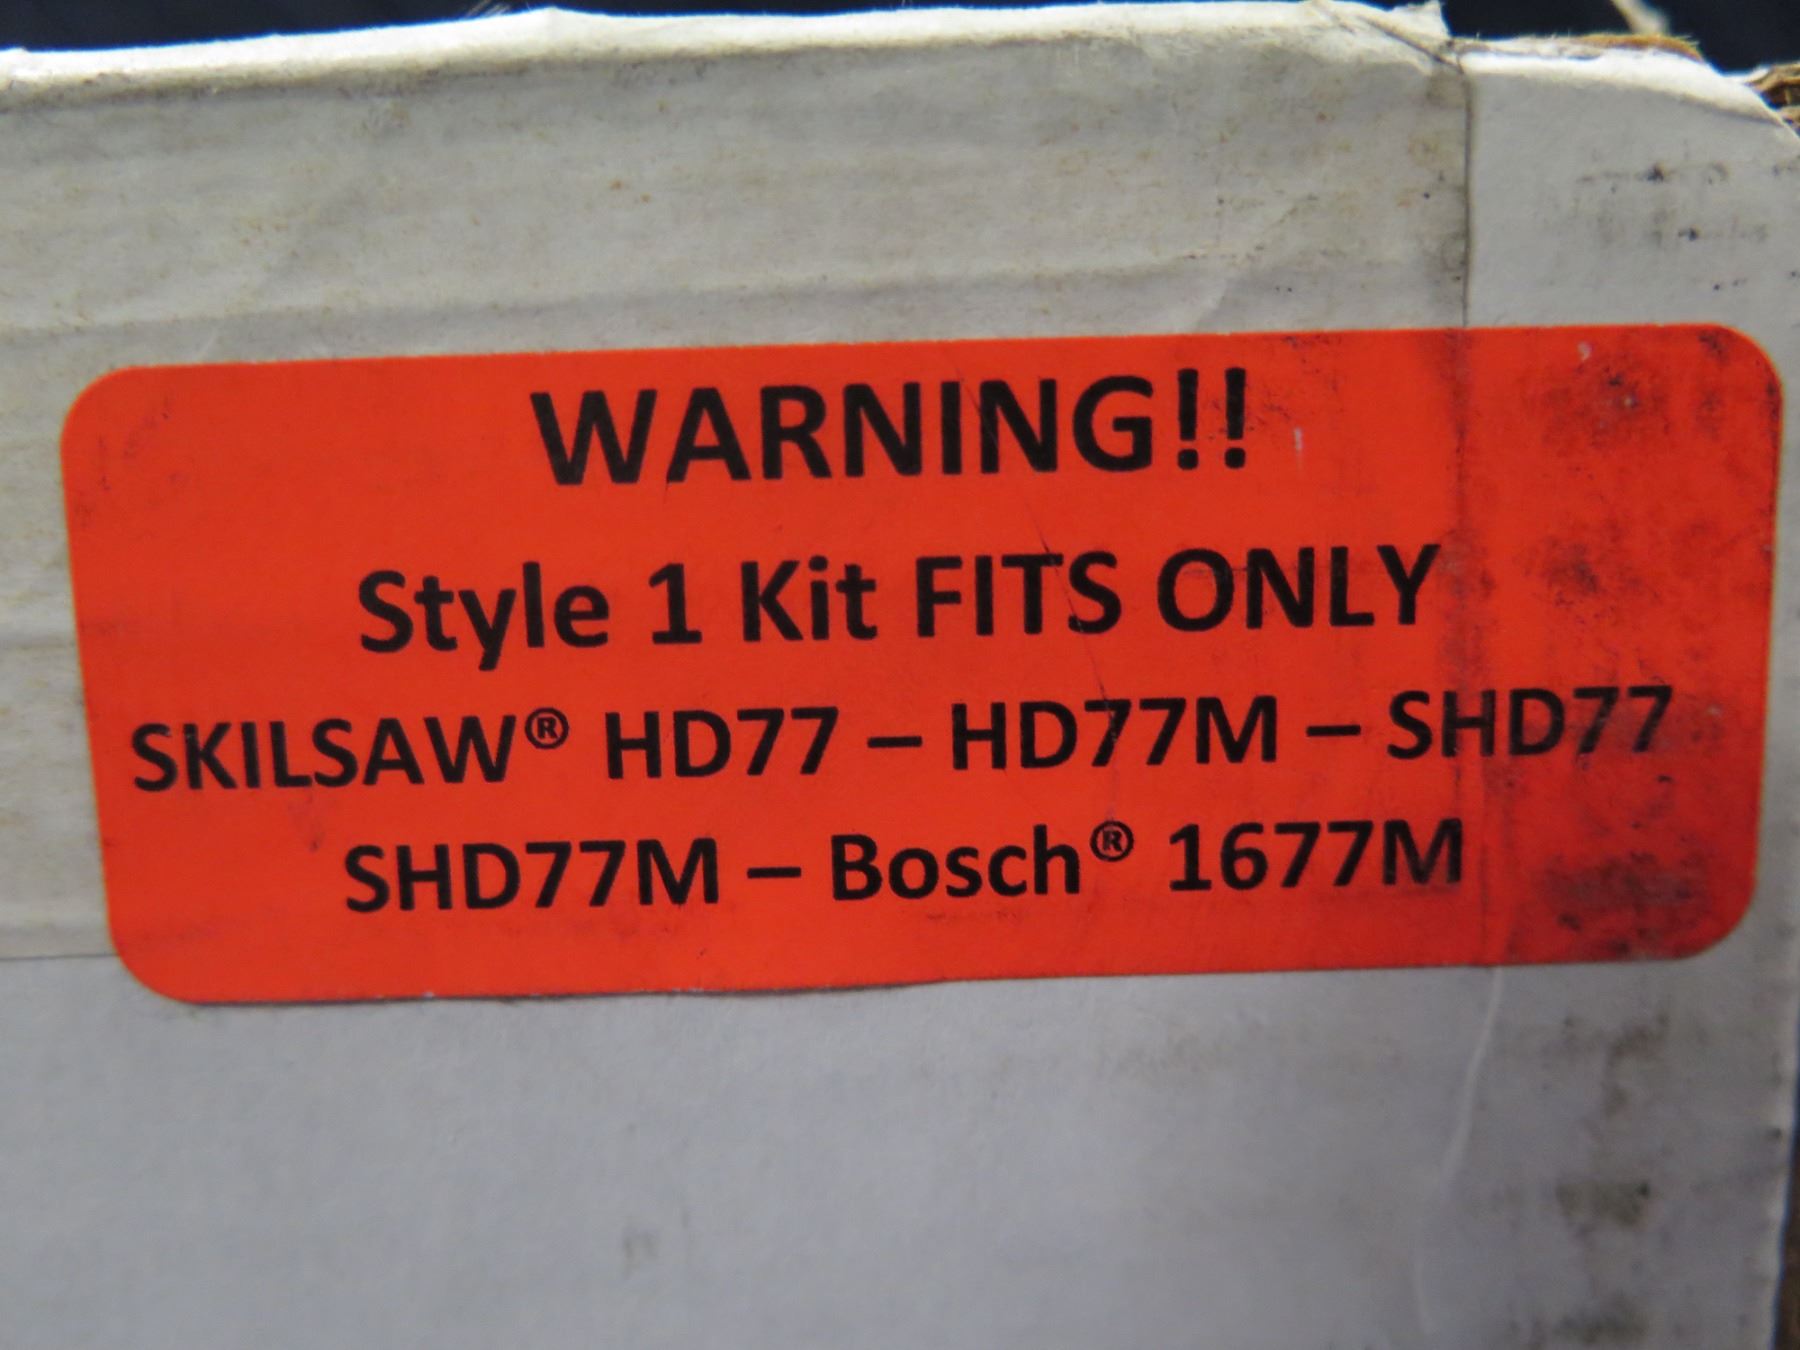 WARNING!!
Style 1 Kit FITS ONLY
SKILSAW® HD77 – HD77M – SHD77
SHD77M – Bosch® 1677M